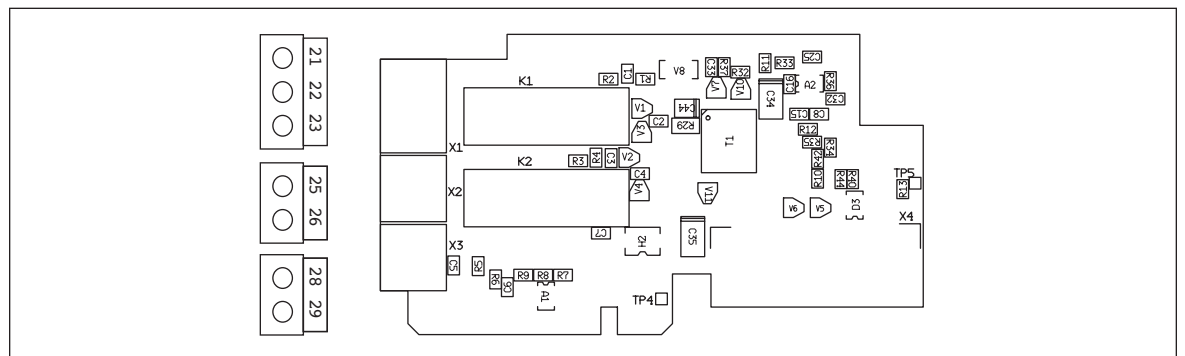 21
22
23
25
26
28
29
X1
X2
X3
K1
K2
R2
C1
R1
V8
C33
R37
V7
R32
V10
R11
R33
C25
C34
C16
A2
R36
C32
C15
C8
R12
R35
R34
R42
R10
R44
R40
V1
C2
V3
C44
R29
T1
R3
R4
C3
V2
C4
V4
V11
V6
V5
D3
TP5
R13
X4
C7
H2
C35
C5
R5
R6
C6
R9
R8
R7
A1
TP4